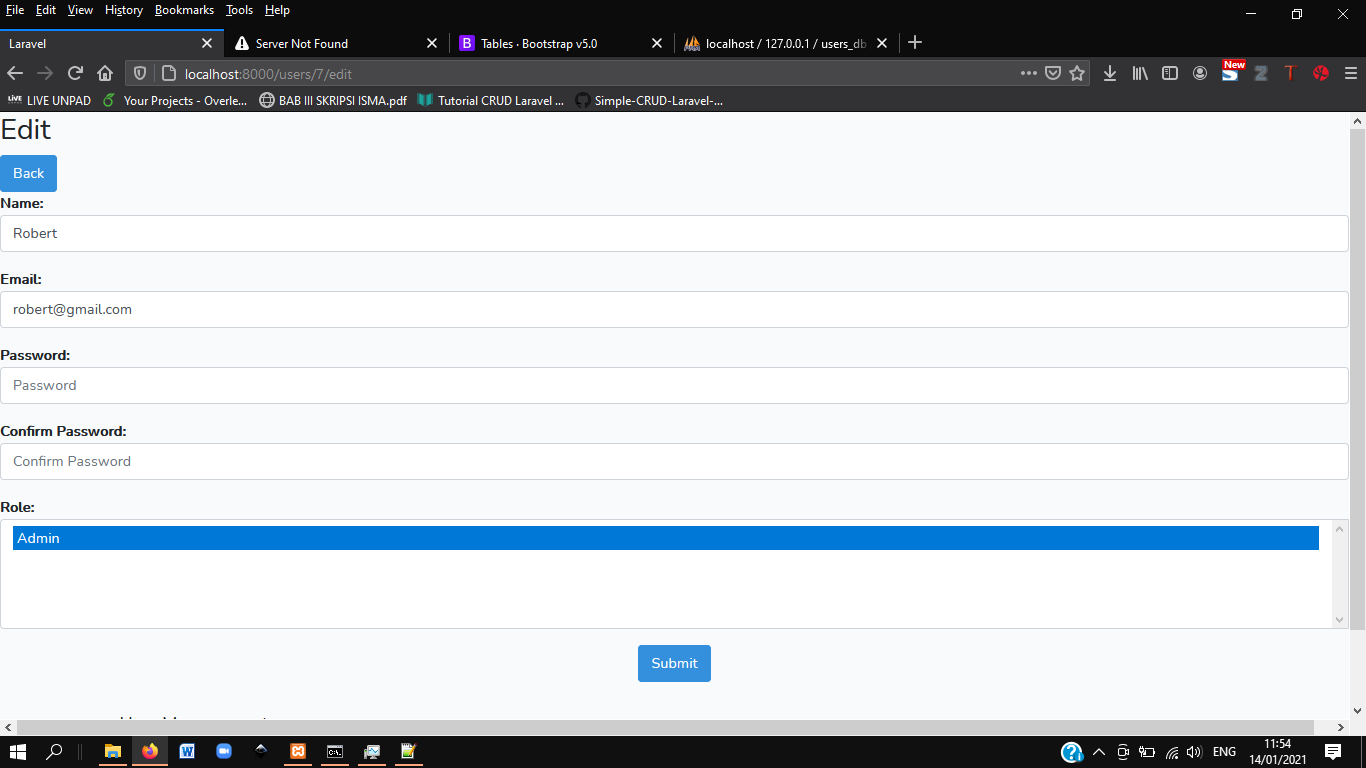 File Edit View History Bookmarks Tools Help
Laravel
Server Not Found
B Tables · Bootstrap v5.0
localhost / 127.0.0.1 / users_db
localhost:8000/users/7/edit
New
LIVE LIVE UNPAD
Your Projects - Overle...
BAB III SKRIPSI ISMA.pdf
Tutorial CRUD Laravel ...
Simple-CRUD-Laravel-...
Edit
Back
Name:
Robert
Email:
robert@gmail.com
Password:
Password
Confirm Password:
Confirm Password
Role:
Admin
Submit
ENG
11:54
14/01/2021